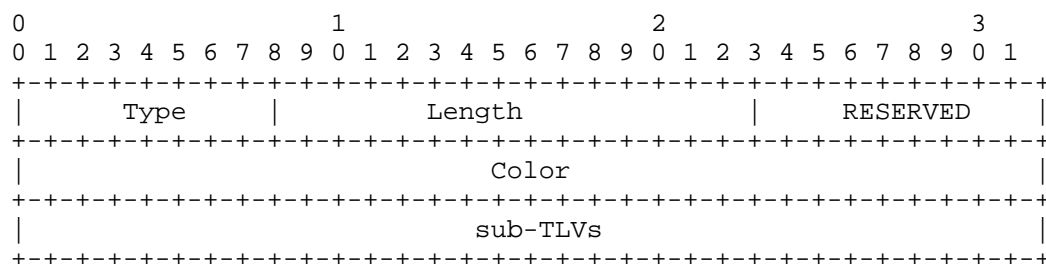 0                   1                   2                   3
0 1 2 3 4 5 6 7 8 9 0 1 2 3 4 5 6 7 8 9 0 1 2 3 4 5 6 7 8 9 0 1
+-+-+-+-+-+-+-+-+-+-+-+-+-+-+-+-+-+-+-+-+-+-+-+-+-+-+-+-+-+-+-+-+
|      Type     |         Length              |    RESERVED     |
+-+-+-+-+-+-+-+-+-+-+-+-+-+-+-+-+-+-+-+-+-+-+-+-+-+-+-+-+-+-+-+-+
|                             Color                             |
+-+-+-+-+-+-+-+-+-+-+-+-+-+-+-+-+-+-+-+-+-+-+-+-+-+-+-+-+-+-+-+-+
|                            sub-TLVs                           |
+-+-+-+-+-+-+-+-+-+-+-+-+-+-+-+-+-+-+-+-+-+-+-+-+-+-+-+-+-+-+-+-+